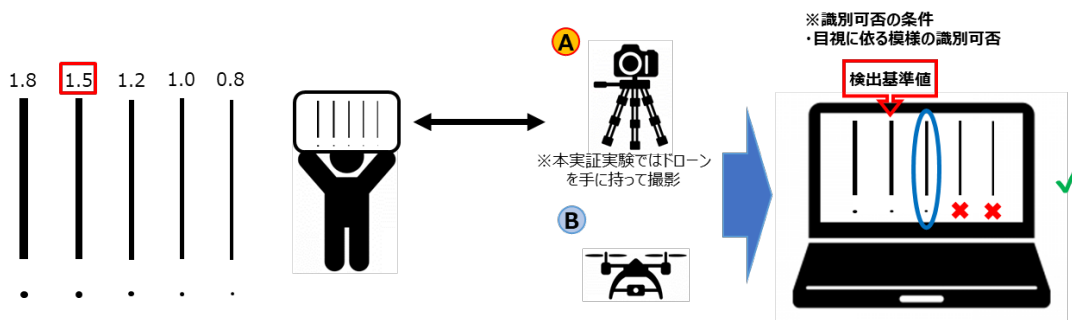 1.8 1.5 1.2 1.0 0.8
A
※本実証実験ではドローン
を手に持って撮影
B
※識別可否の条件
・目視に依る模様の識別可否
検出基準値